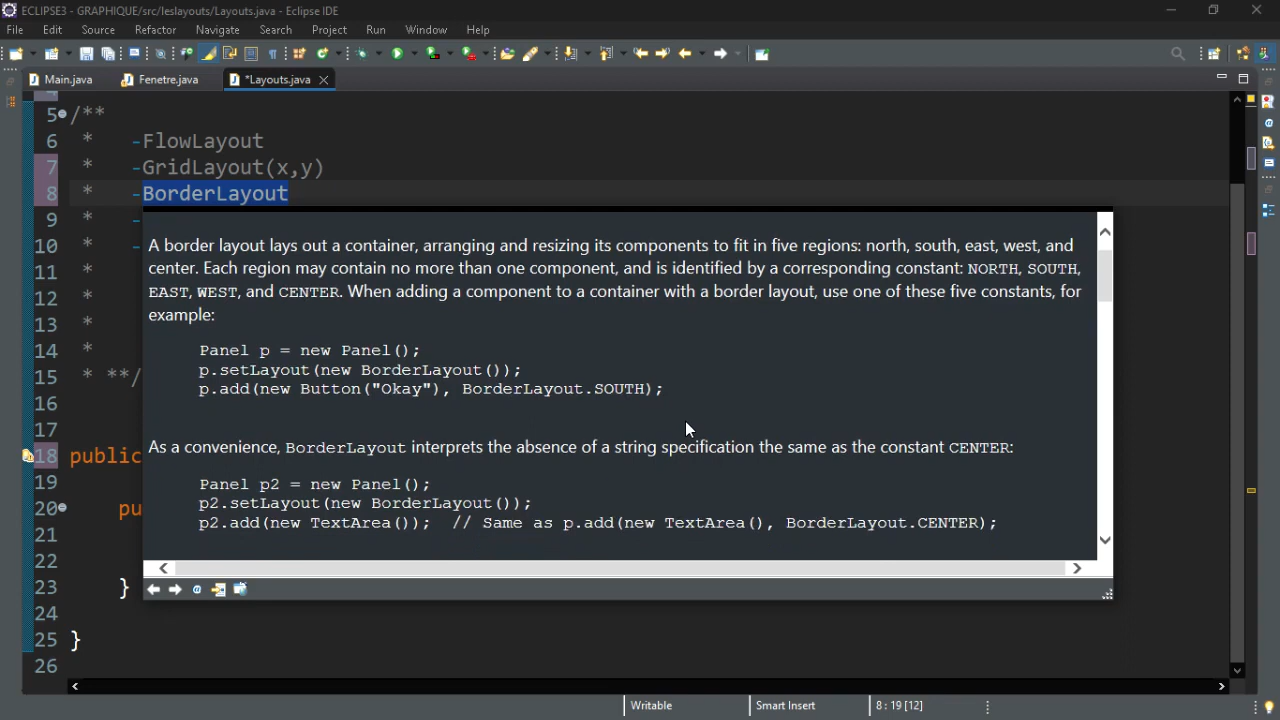 ECLIPSE3 - GRAPHIQUE/src/leslayouts/Layouts.java - Eclipse IDE
File Edit Source Refactor Navigate Search Project Run Window Help
Main.java Fenetre.java *Layouts.java
4
5 /**
6 * -FlowLayout
7 * -GridLayout(x,y)
8 * -BorderLayout
9 * -
10 * -
11 *
12 *
13 *
14 *
15 * **/
16
17
18 public
19
20 pu
21
22
23 }
24
25 }
26
A border layout lays out a container, arranging and resizing its components to fit in five regions: north, south, east, west, and
center. Each region may contain no more than one component, and is identified by a corresponding constant: NORTH, SOUTH,
EAST, WEST, and CENTER. When adding a component to a container with a border layout, use one of these five constants, for
example:
Panel p = new Panel();
p.setLayout(new BorderLayout());
p.add(new Button("Okay"), BorderLayout.SOUTH);
As a convenience, BorderLayout interprets the absence of a string specification the same as the constant CENTER:
Panel p2 = new Panel();
p2.setLayout(new BorderLayout());
p2.add(new TextArea()); // Same as p.add(new TextArea(), BorderLayout.CENTER);
Writable Smart Insert 8 : 19 [12]